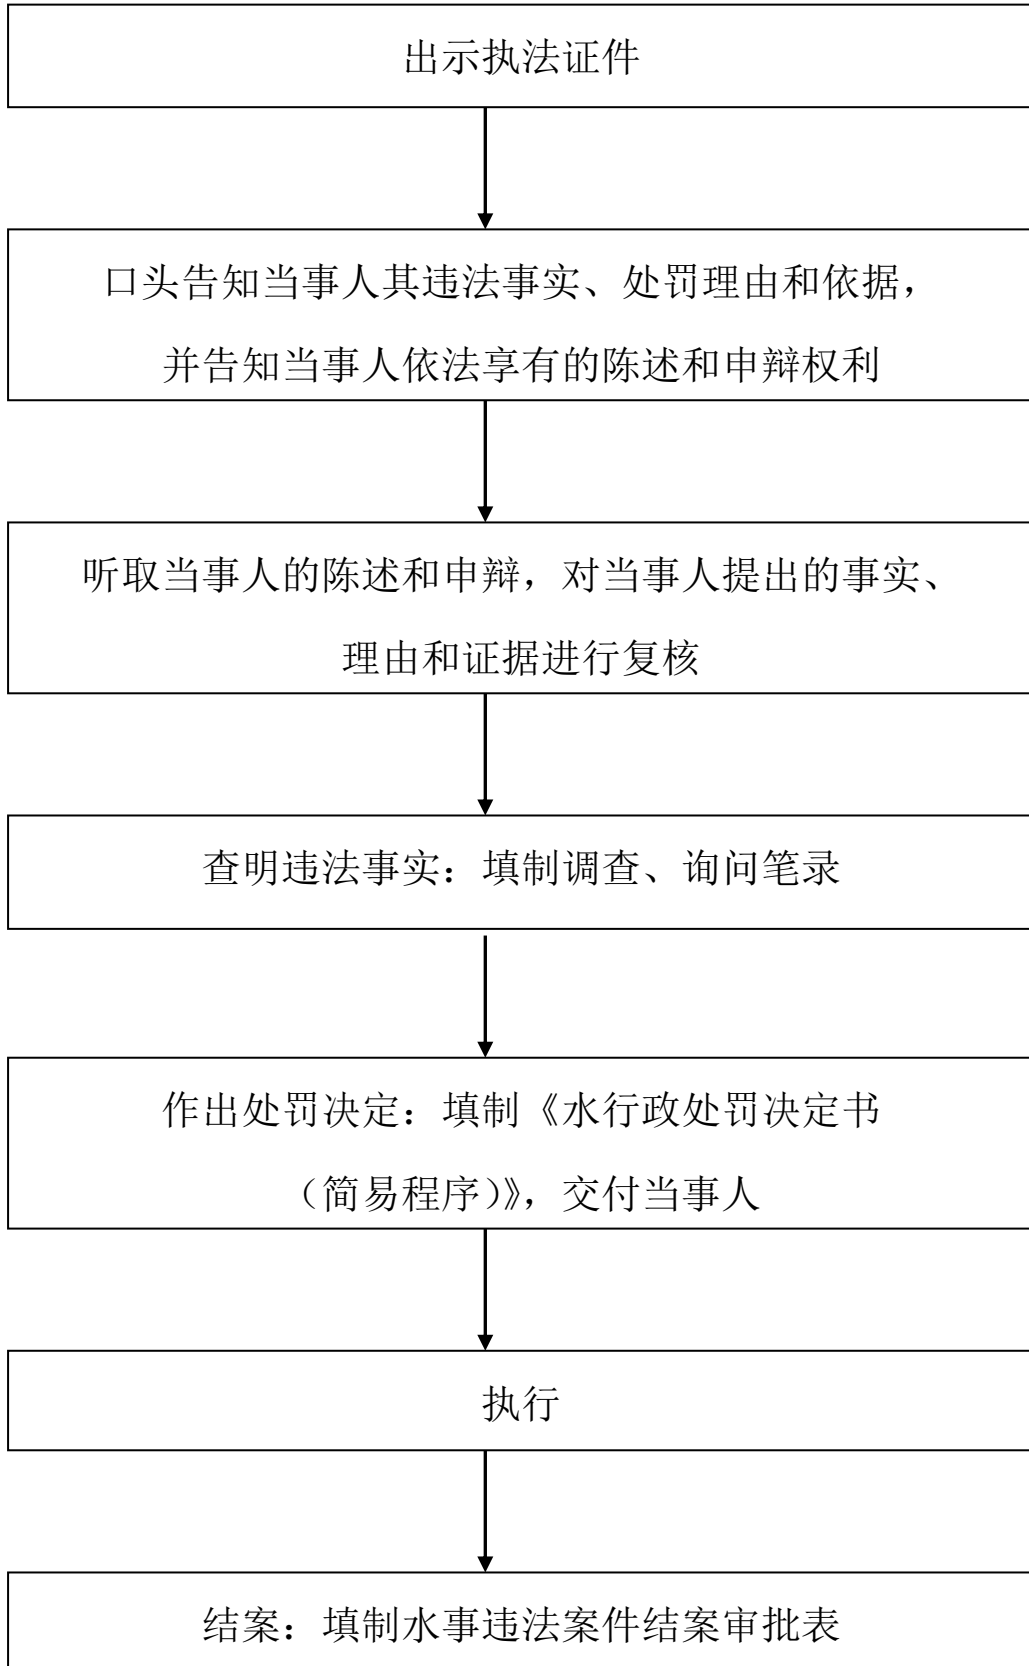 出示执法证件
口头告知当事人其违法事实、处罚理由和依据，
并告知当事人依法享有的陈述和申辩权利
听取当事人的陈述和申辩，对当事人提出的事实、
理由和证据进行复核
查明违法事实：填制调查、询问笔录
作出处罚决定：填制《水行政处罚决定书
（简易程序）》，交付当事人
执行
结案：填制水事违法案件结案审批表